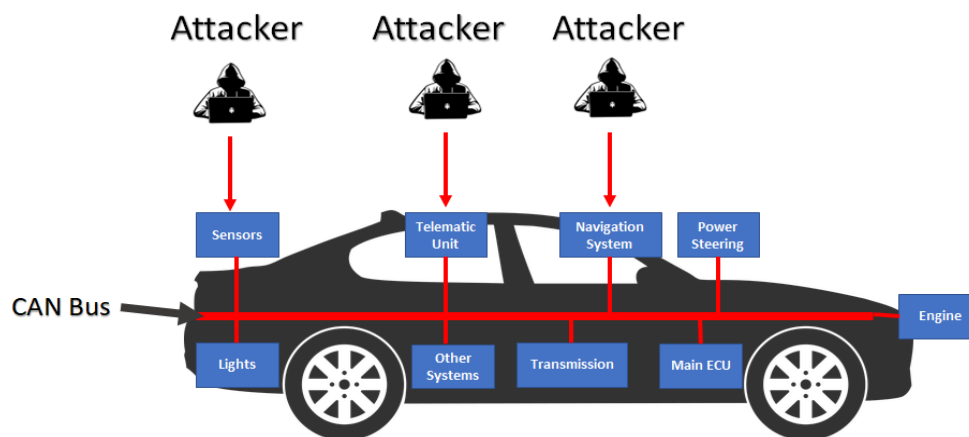 Attacker
Attacker
Attacker
Sensors
Telematic
Unit
Navigation
System
Power
Steering
CAN Bus
Engine
Lights
Other
Systems
Transmission
Main ECU